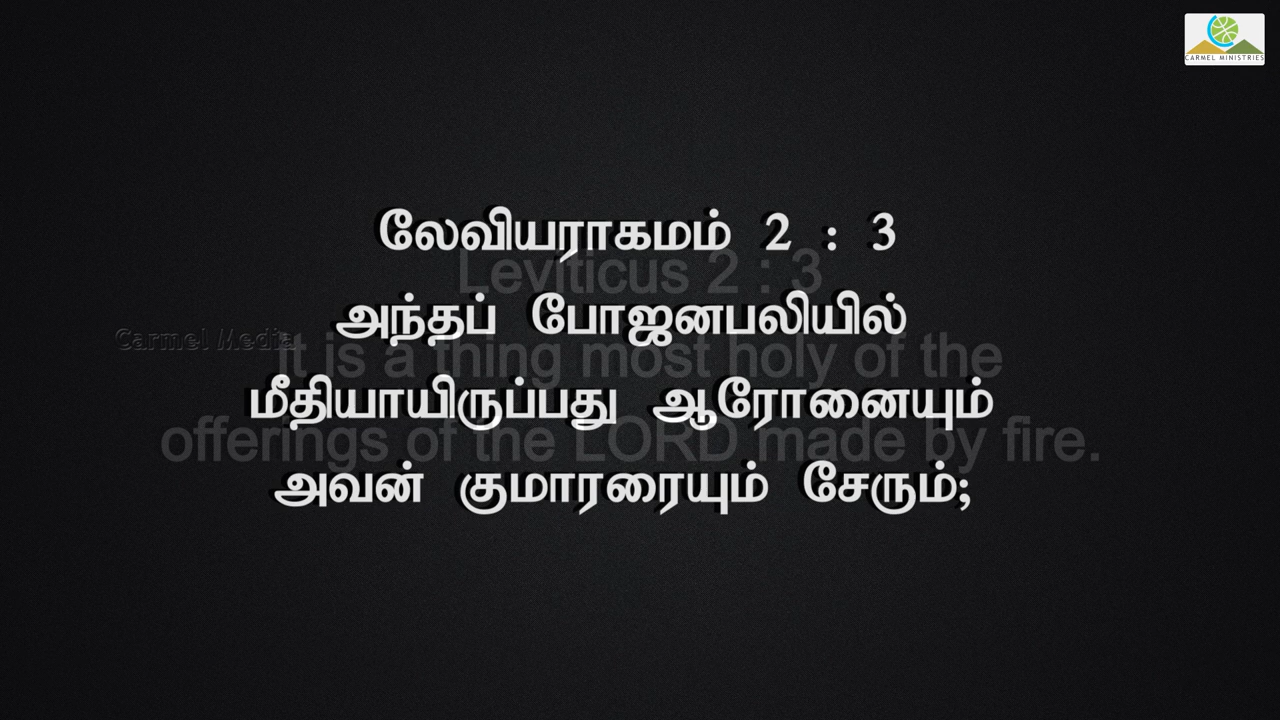 CARMEL MINISTRIES
லேவியராகமம் 2 : 3
Leviticus 2 : 3
அந்தப் போஜனபலியில்
Carmel Media
It is a thing most holy of the
மீதியாயிருப்பது ஆரோனையும்
offerings of the LORD made by fire.
அவன் குமாரரையும் சேரும்;